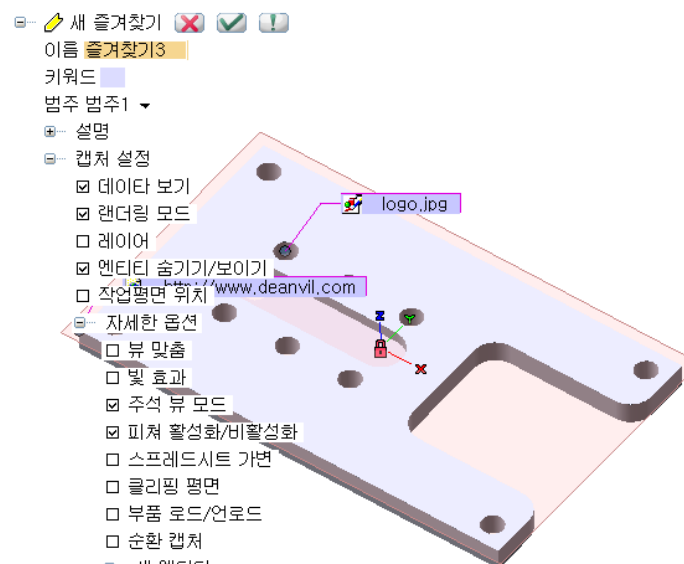 새 즐겨찾기
이름 즐겨찾기3
키워드
범주 범주1
설명
캡처 설정
데이타 보기
랜더링 모드
logo.jpg
레이어
엔티티 숨기기/보이기
http://www.deanvil.com
작업평면 위치
자세한 옵션
Z
Y
X
뷰 맞춤
빛 효과
주석 뷰 모드
피쳐 활성화/비활성화
스프레드시트 가변
클리핑 평면
부품 로드/언로드
순환 캡처